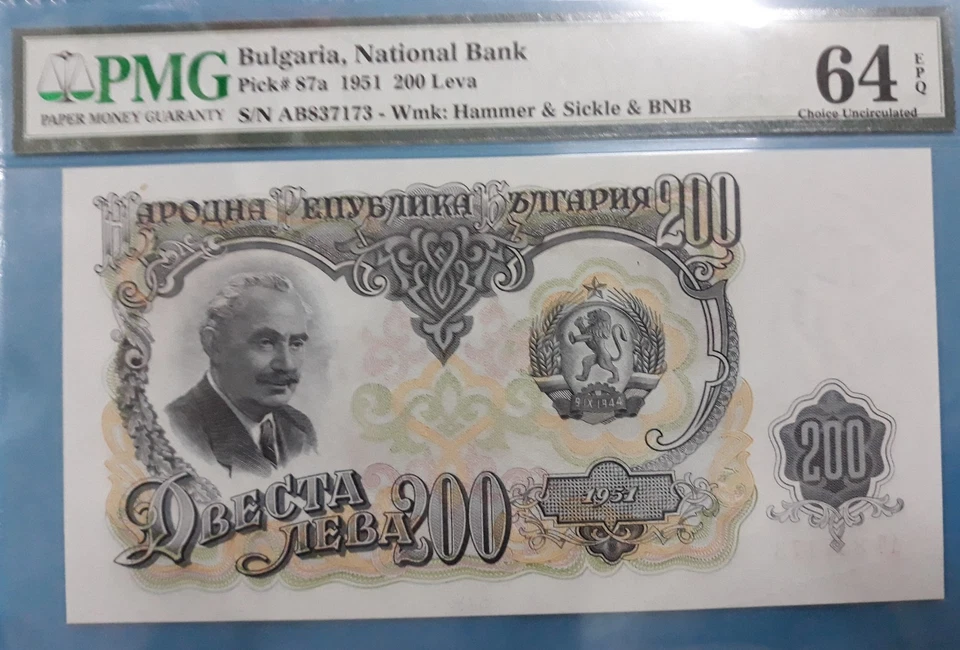 PMG
PAPER MONEY GUARANTY
Bulgaria, National Bank
Pick# 87a 1951 200 Leva
S/N AB837173 - Wmk: Hammer & Sickle & BNB
64
EPQ
Choice Uncirculated
НАРОДНА РЕПУБЛИКА БЪЛГАРИЯ 200
9·IX·1944
200
ДВЕСТА
ЛЕВА 200
1951